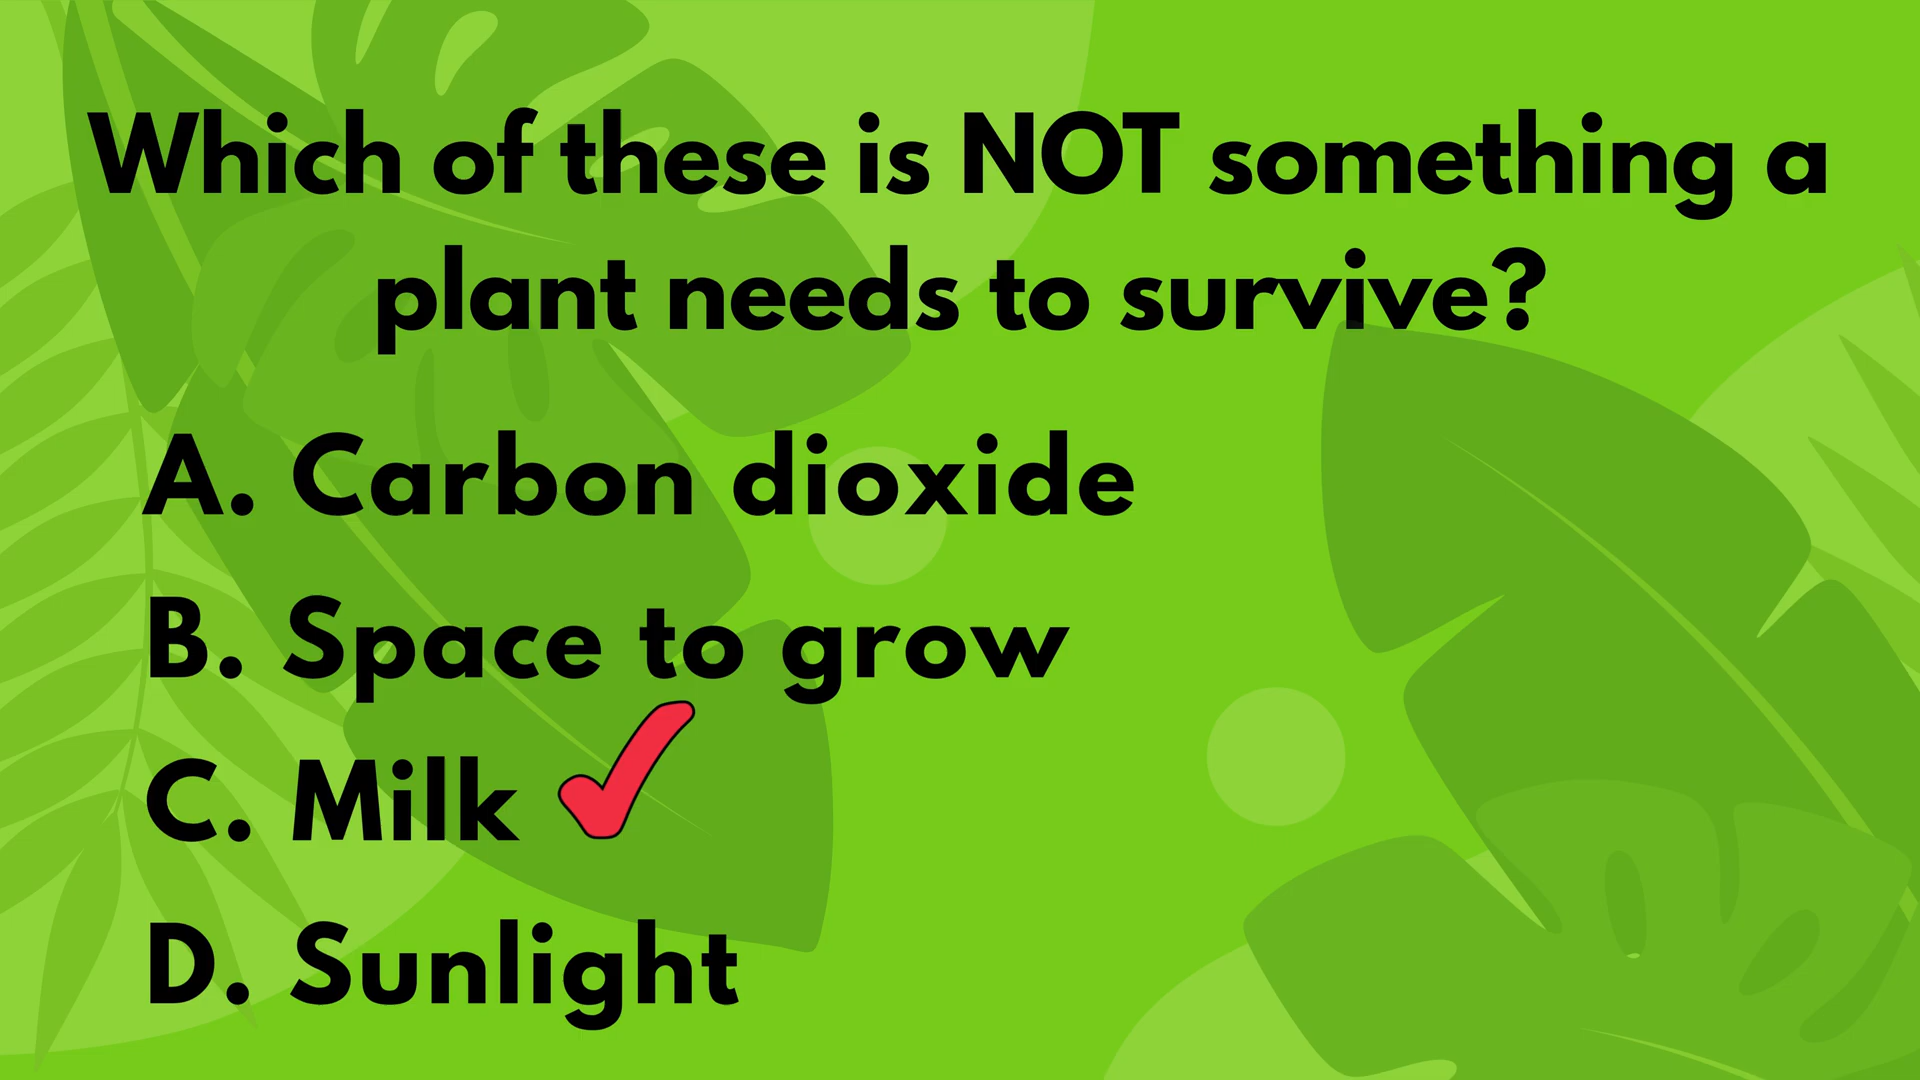 Which of these is NOT something a
plant needs to survive?
A. Carbon dioxide
B. Space to grow
C. Milk
D. Sunlight